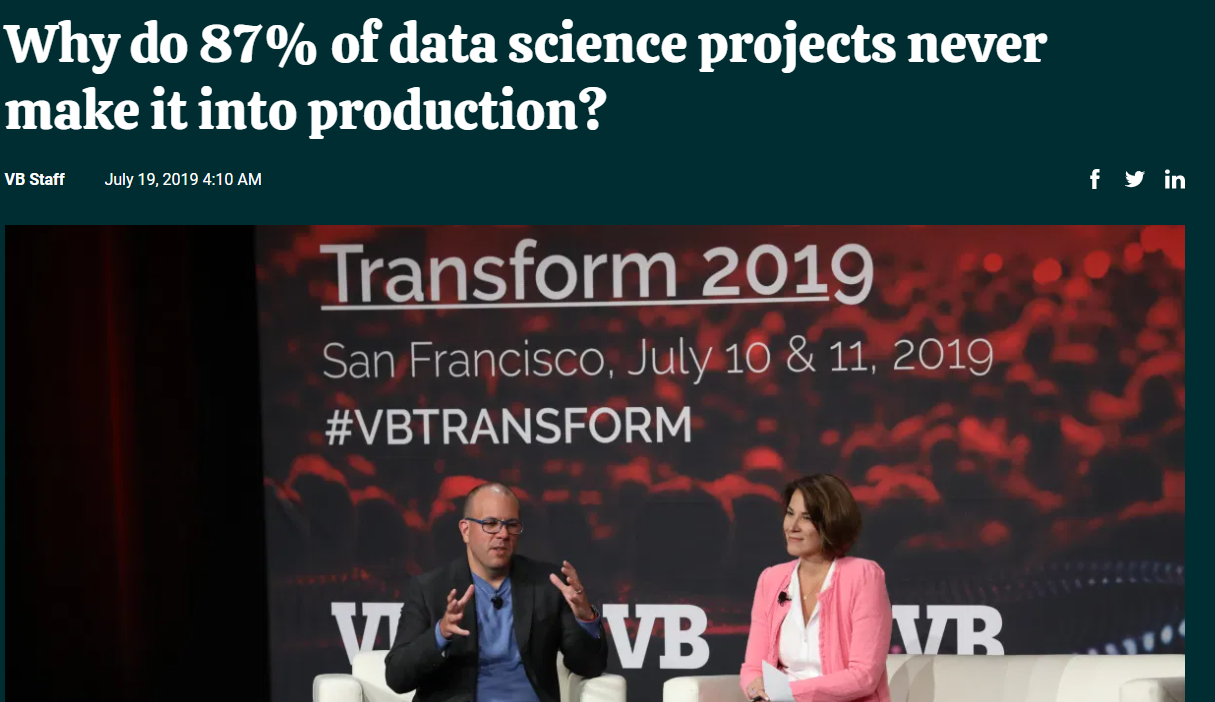 Why do 87% of data science projects never
make it into production?
VB Staff July 19, 2019 4:10 AM
Transform 2019
San Francisco, July 10 & 11, 2019
#VBTRANSFORM
VB VB